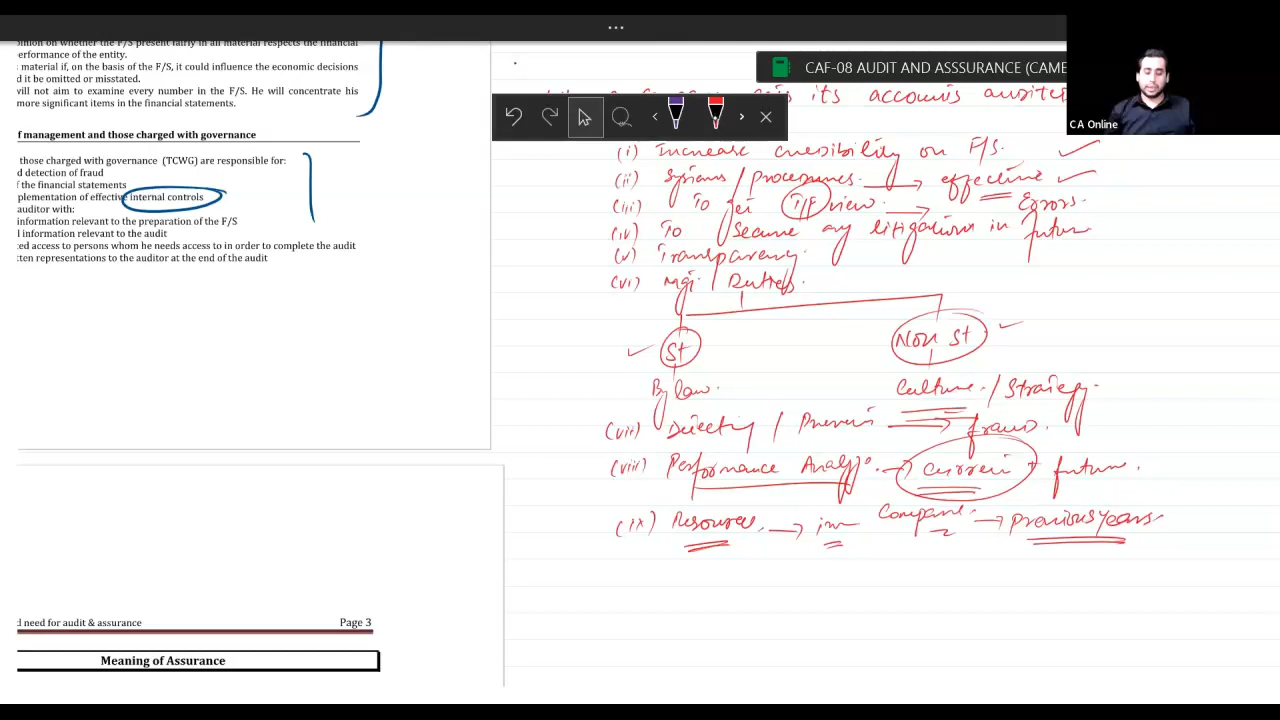 pinion on whether the F/S present fairly in all material respects the financial
erformance of the entity.
material if, on the basis of the F/S, it could influence the economic decisions
d it be omitted or misstated.
vill not aim to examine every number in the F/S. He will concentrate his
more significant items in the financial statements.
f management and those charged with governance
those charged with governance (TCWG) are responsible for:
d detection of fraud
f the financial statements
plementation of effective internal controls
auditor with:
information relevant to the preparation of the F/S
l information relevant to the audit
ted access to persons whom he needs access to in order to complete the audit
tten representations to the auditor at the end of the audit
d need for audit & assurance
Page 3
Meaning of Assurance
CAF-08 AUDIT AND ASSSURANCE (CAME
C A Online
its accounts audited
(i) Increase credibility on F/S.
(ii) Systems / procedures → effective
(iii) To get T/F view → Errors.
(iv) To secure any litigations in future
(v) Transparency.
(vi) Mgt / Duties.
St
Non St
By law.
Culture / Strategy.
(vii) Detecting / Prevent → fraud.
(viii) Performance → current + future.
(ix) Resource → Compare → Previous years.